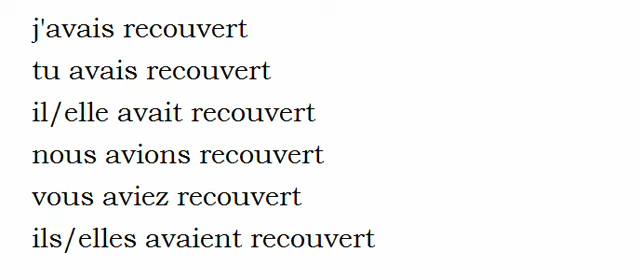 j'avais recouvert
tu avais recouvert
il/elle avait recouvert
nous avions recouvert
vous aviez recouvert
ils/elles avaient recouvert